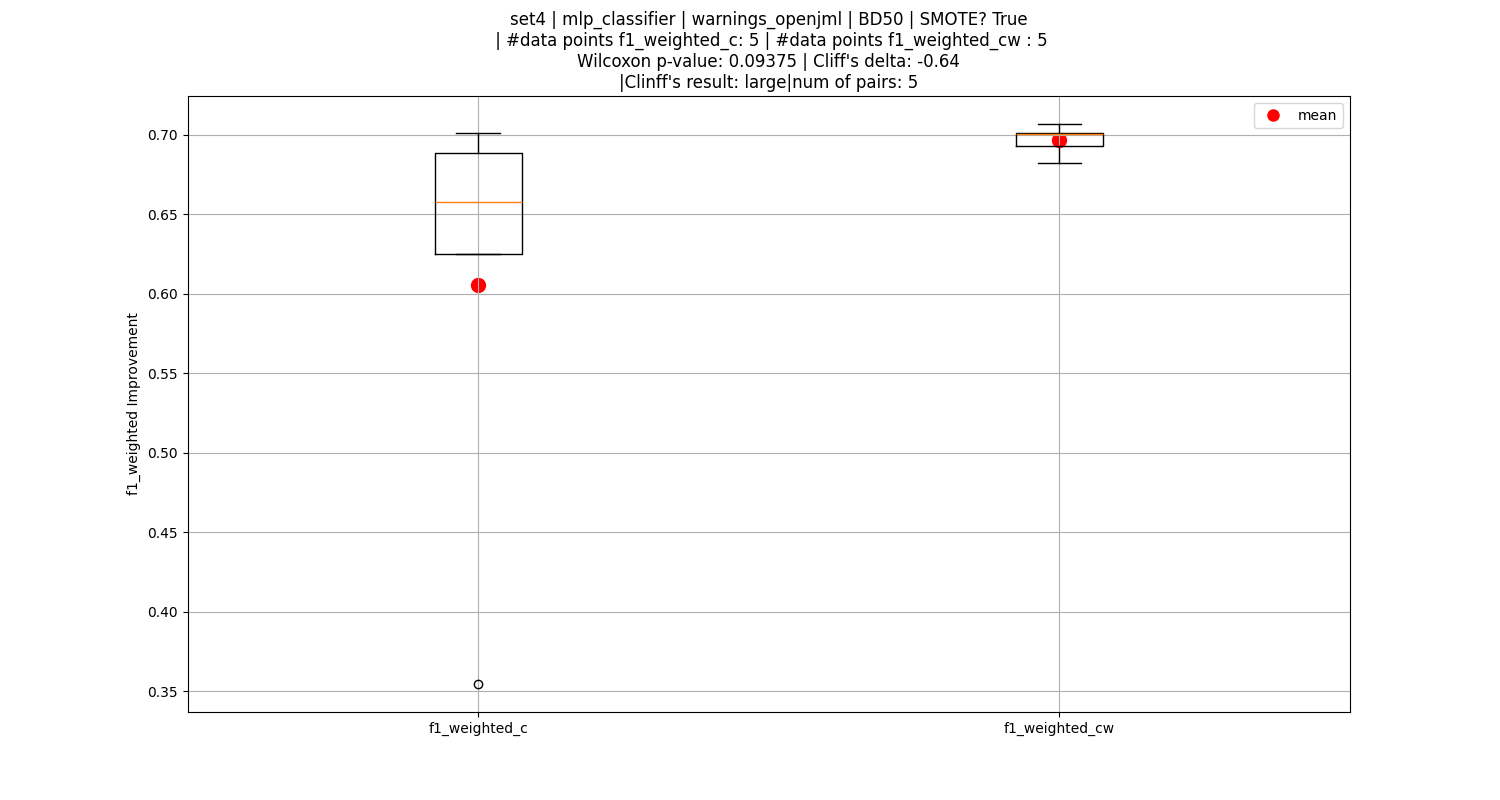 set4 | mlp_classifier | warnings_openjml | BD50 | SMOTE? True
| #data points f1_weighted_c: 5 | #data points f1_weighted_cw : 5
Wilcoxon p-value: 0.09375 | Cliff's delta: -0.64
|Clinff's result: large|num of pairs: 5
mean
0.70
0.65
0.60
0.55
0.50
0.45
0.40
0.35
f1_weighted Improvement
f1_weighted_c
f1_weighted_cw